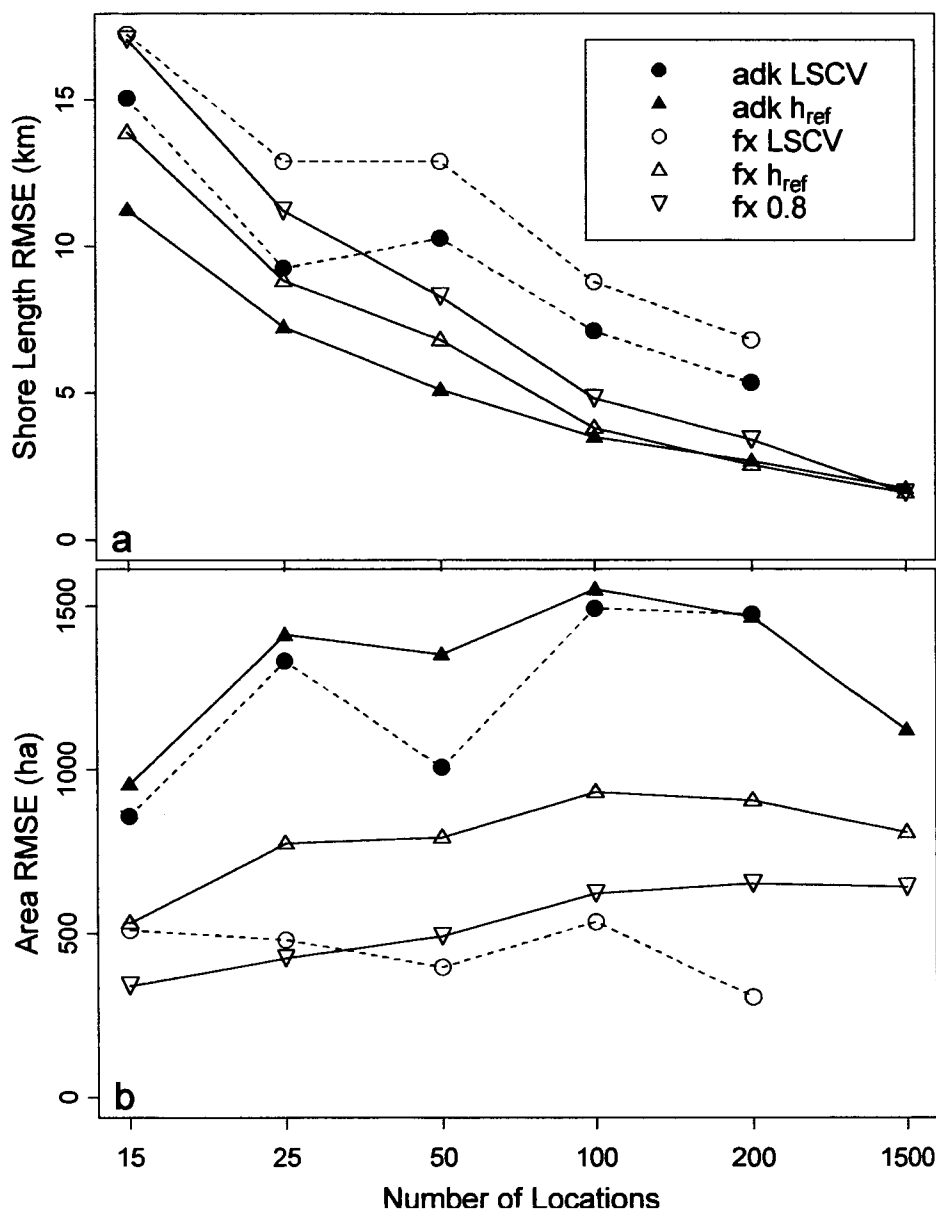 adk LSCV
adk h_ref
fx LSCV
fx h_ref
fx 0.8
Shore Length RMSE (km)
15
10
5
0
a
Area RMSE (ha)
1500
1000
500
0
b
15 25 50 100 200 1500
Number of Locations